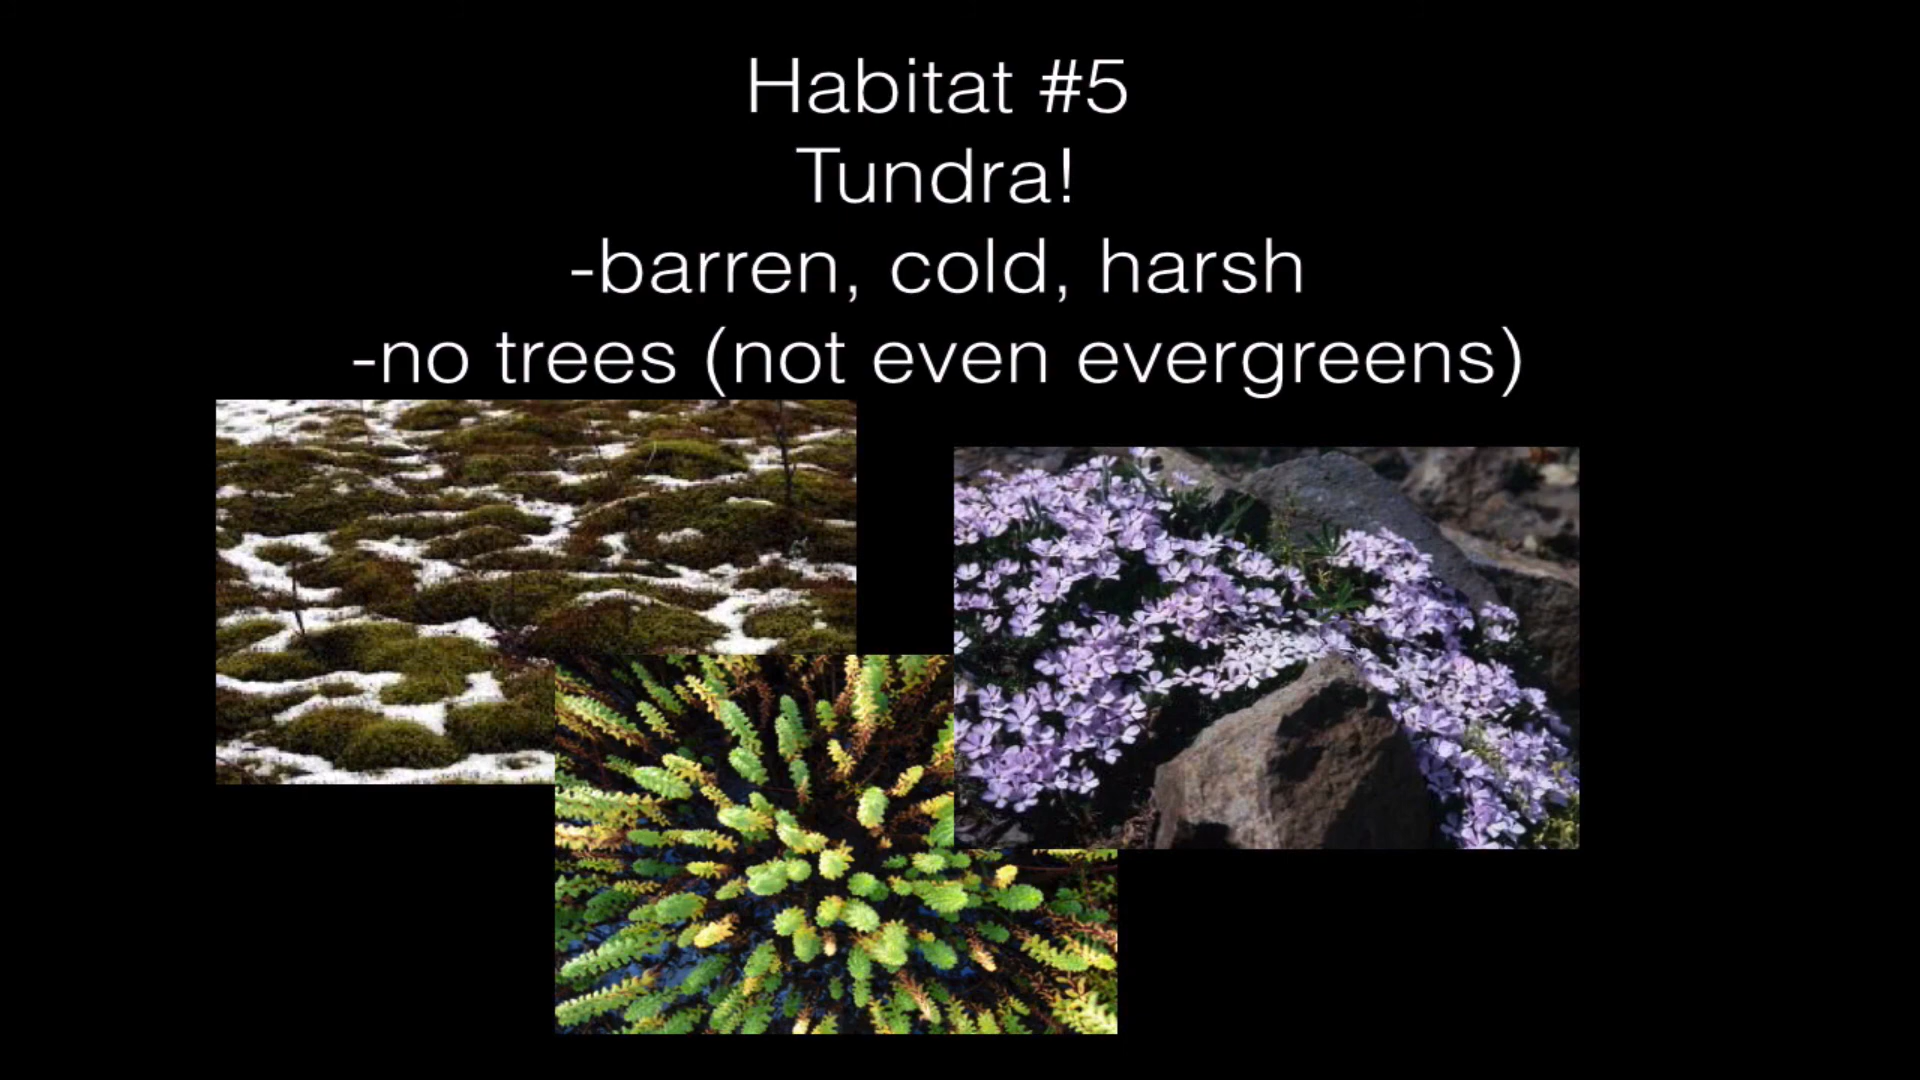 Habitat #5
Tundra!
-barren, cold, harsh
-no trees (not even evergreens)